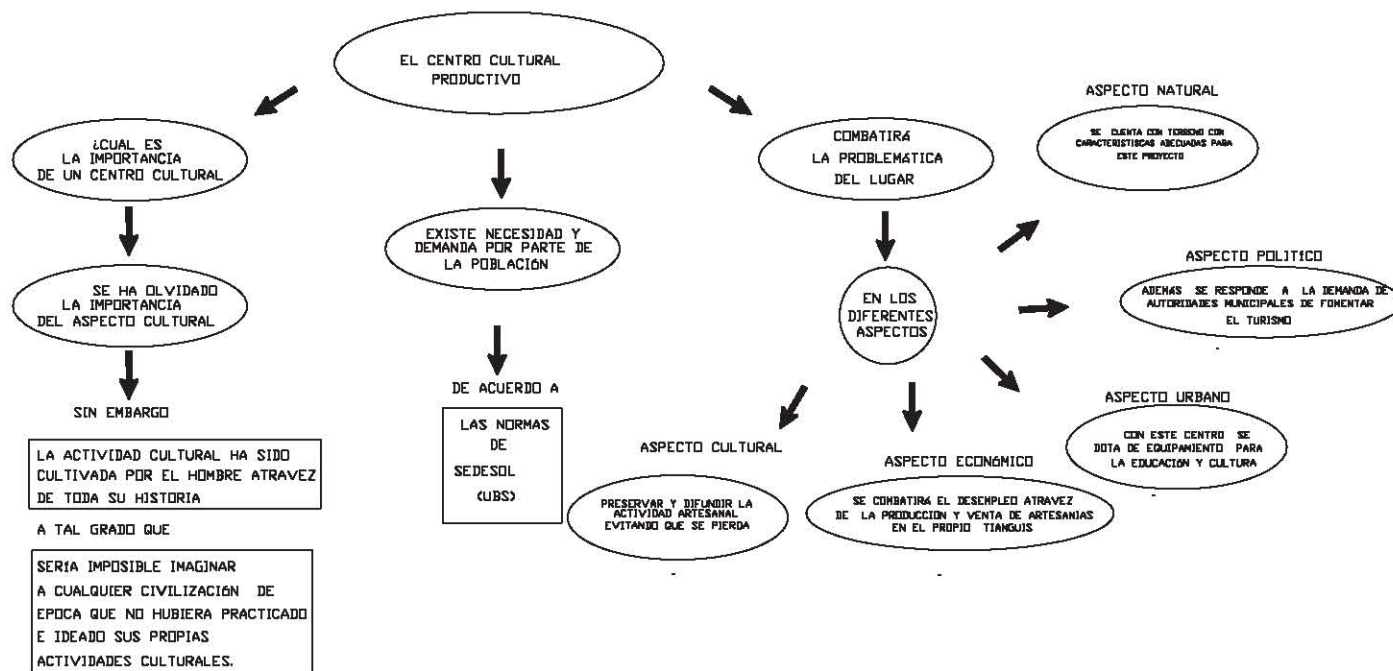 EL CENTRO CULTURAL
PRODUCTIVO
¿CUAL ES
LA IMPORTANCIA
DE UN CENTRO CULTURAL
SE HA OLVIDADO
LA IMPORTANCIA
DEL ASPECTO CULTURAL
SIN EMBARGO
LA ACTIVIDAD CULTURAL HA SIDO
CULTIVADA POR EL HOMBRE ATRAVEZ
DE TODA SU HISTORIA
A TAL GRADO QUE
SERÍA IMPOSIBLE IMAGINAR
A CUALQUIER CIVILIZACIÓN DE
EPOCA QUE NO HUBIERA PRACTICADO
E IDEADO SUS PROPIAS
ACTIVIDADES CULTURALES.
EXISTE NECESIDAD Y
DEMANDA POR PARTE DE
LA POBLACIÓN
DE ACUERDO A
LAS NORMAS
DE
SEDESOL
(UBS)
COMBATIRÁ
LA PROBLEMÁTICA
DEL LUGAR
EN LOS
DIFERENTES
ASPECTOS
ASPECTO NATURAL
SE CUENTA CON TERRENO CON
CARACTERISTISCAS ADECUADAS PARA
ESTE PROYECTO
ASPECTO POLITICO
ADEMÁS SE RESPONDE A LA DEMANDA DE
AUTORIDADES MUNICIPALES DE FOMENTAR
EL TURISMO
ASPECTO URBANO
CON ESTE CENTRO SE
DOTA DE EQUIPAMIENTO PARA
LA EDUCACIÓN Y CULTURA
ASPECTO ECONÓMICO
SE COMBATIRÁ EL DESEMPLEO ATRAVEZ
DE LA PRODUCCION Y VENTA DE ARTESANÍAS
EN EL PROPIO TIANGUIS
ASPECTO CULTURAL
PRESERVAR Y DIFUNDIR LA
ACTIVIDAD ARTESANAL
EVITANDO QUE SE PIERDA